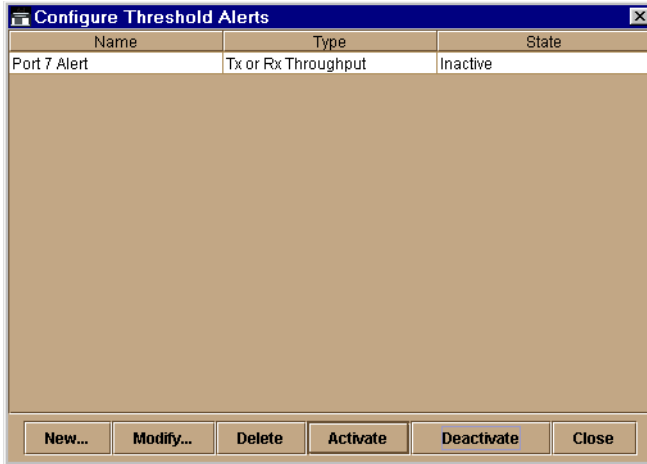 Configure Threshold Alerts
Name Type State
Port 7 Alert Tx or Rx Throughput Inactive
New... Modify... Delete Activate Deactivate Close